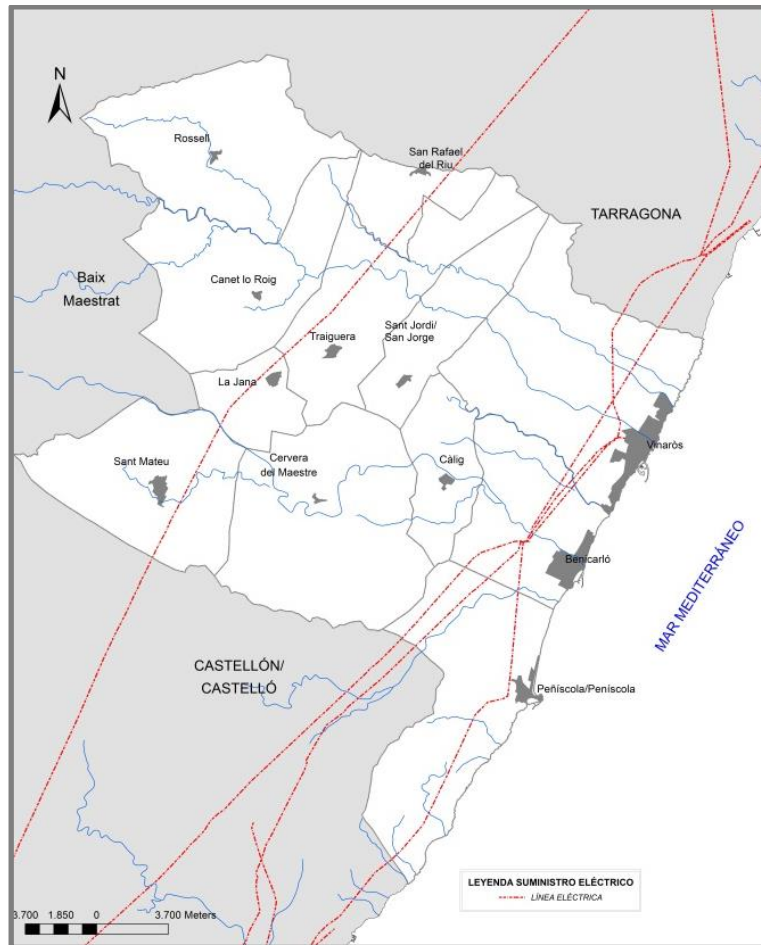 N
Rossell
San Rafael
del Riu
TARRAGONA
Baix
Maestrat
Canet lo Roig
Sant Jordi/
San Jorge
Traiguera
La Jana
Vinaròs
Sant Mateu
Cervera
del Maestre
Càlig
Benicarló
MAR MEDITERRÁNEO
CASTELLÓN/
CASTELLÓ
Peñíscola/Peníscola
LEYENDA SUMINISTRO ELÉCTRICO
LÍNEA ELÉCTRICA
3.700 1.850 0 3.700 Meters